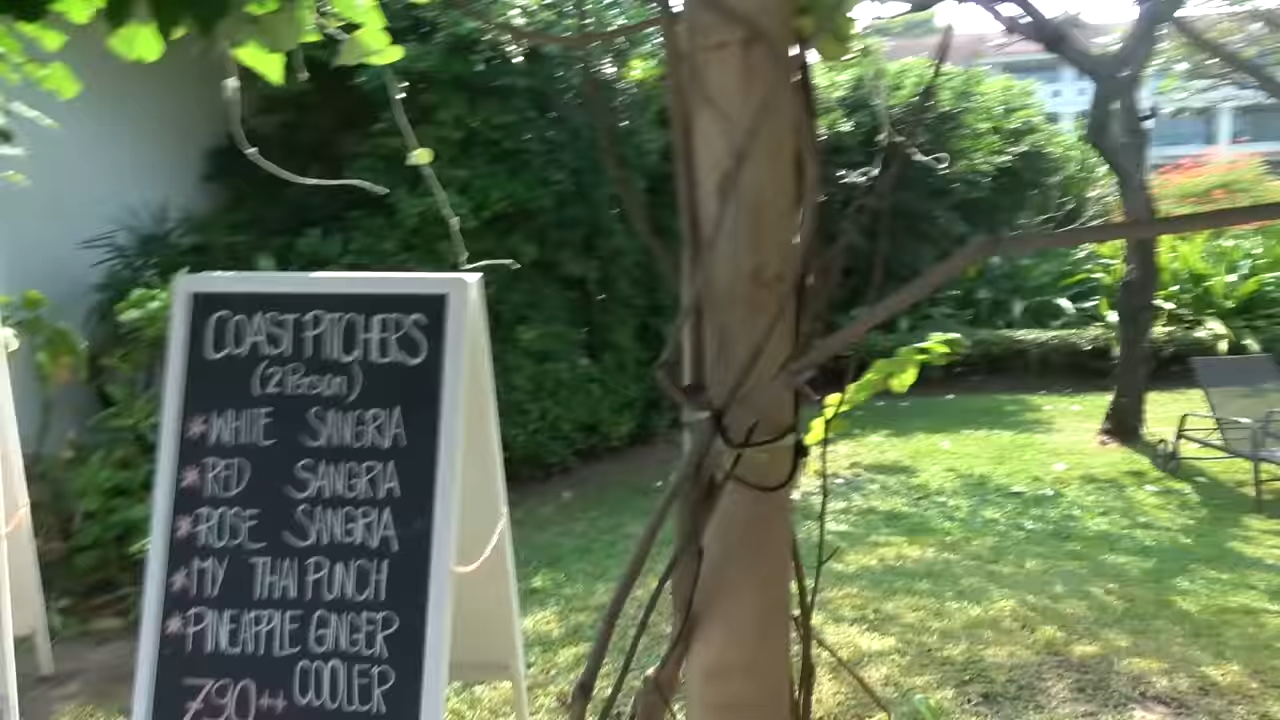 COAST PITCHERS
(2 Person)
*WHITE SANGRIA
*RED SANGRIA
*ROSE SANGRIA
*MY THAI PUNCH
*PINEAPPLE GINGER
COOLER
790++